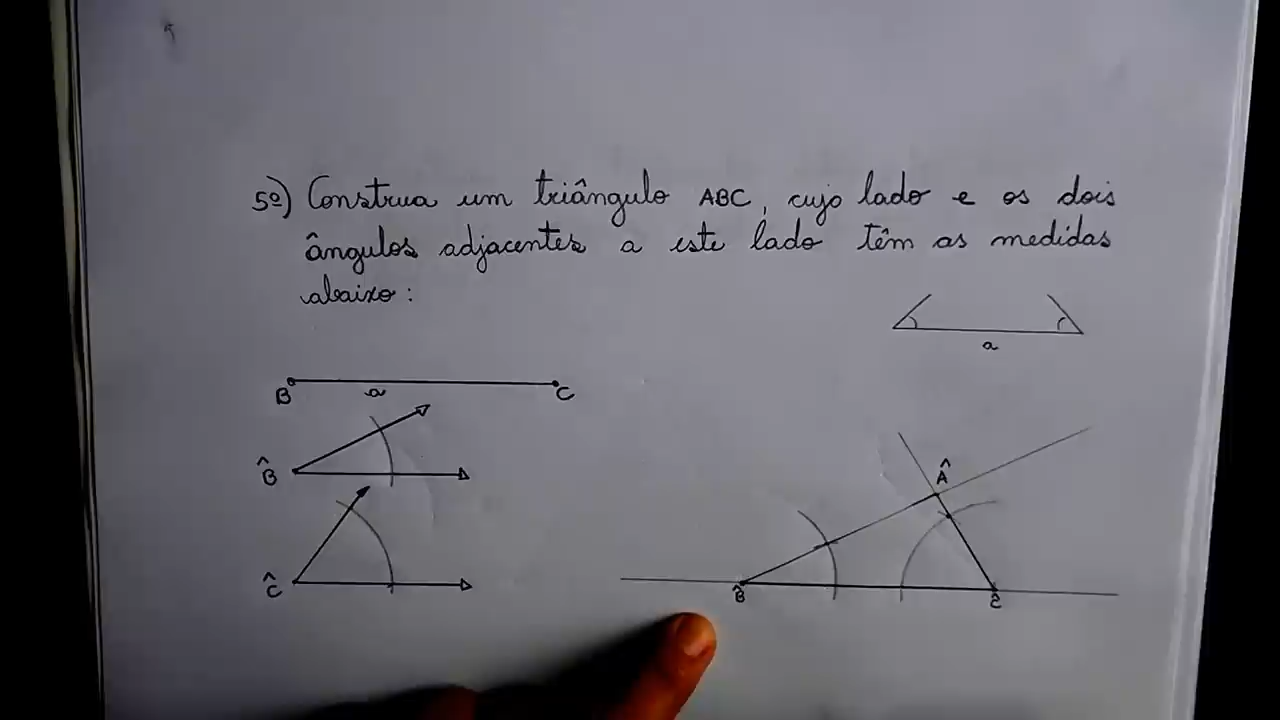 5º) Construa um triângulo ABC, cujo lado e os dois
ângulos adjacentes a este lado têm as medidas
abaixo:
a
B a C
B̂
Ĉ
Â
B̂ Ĉ